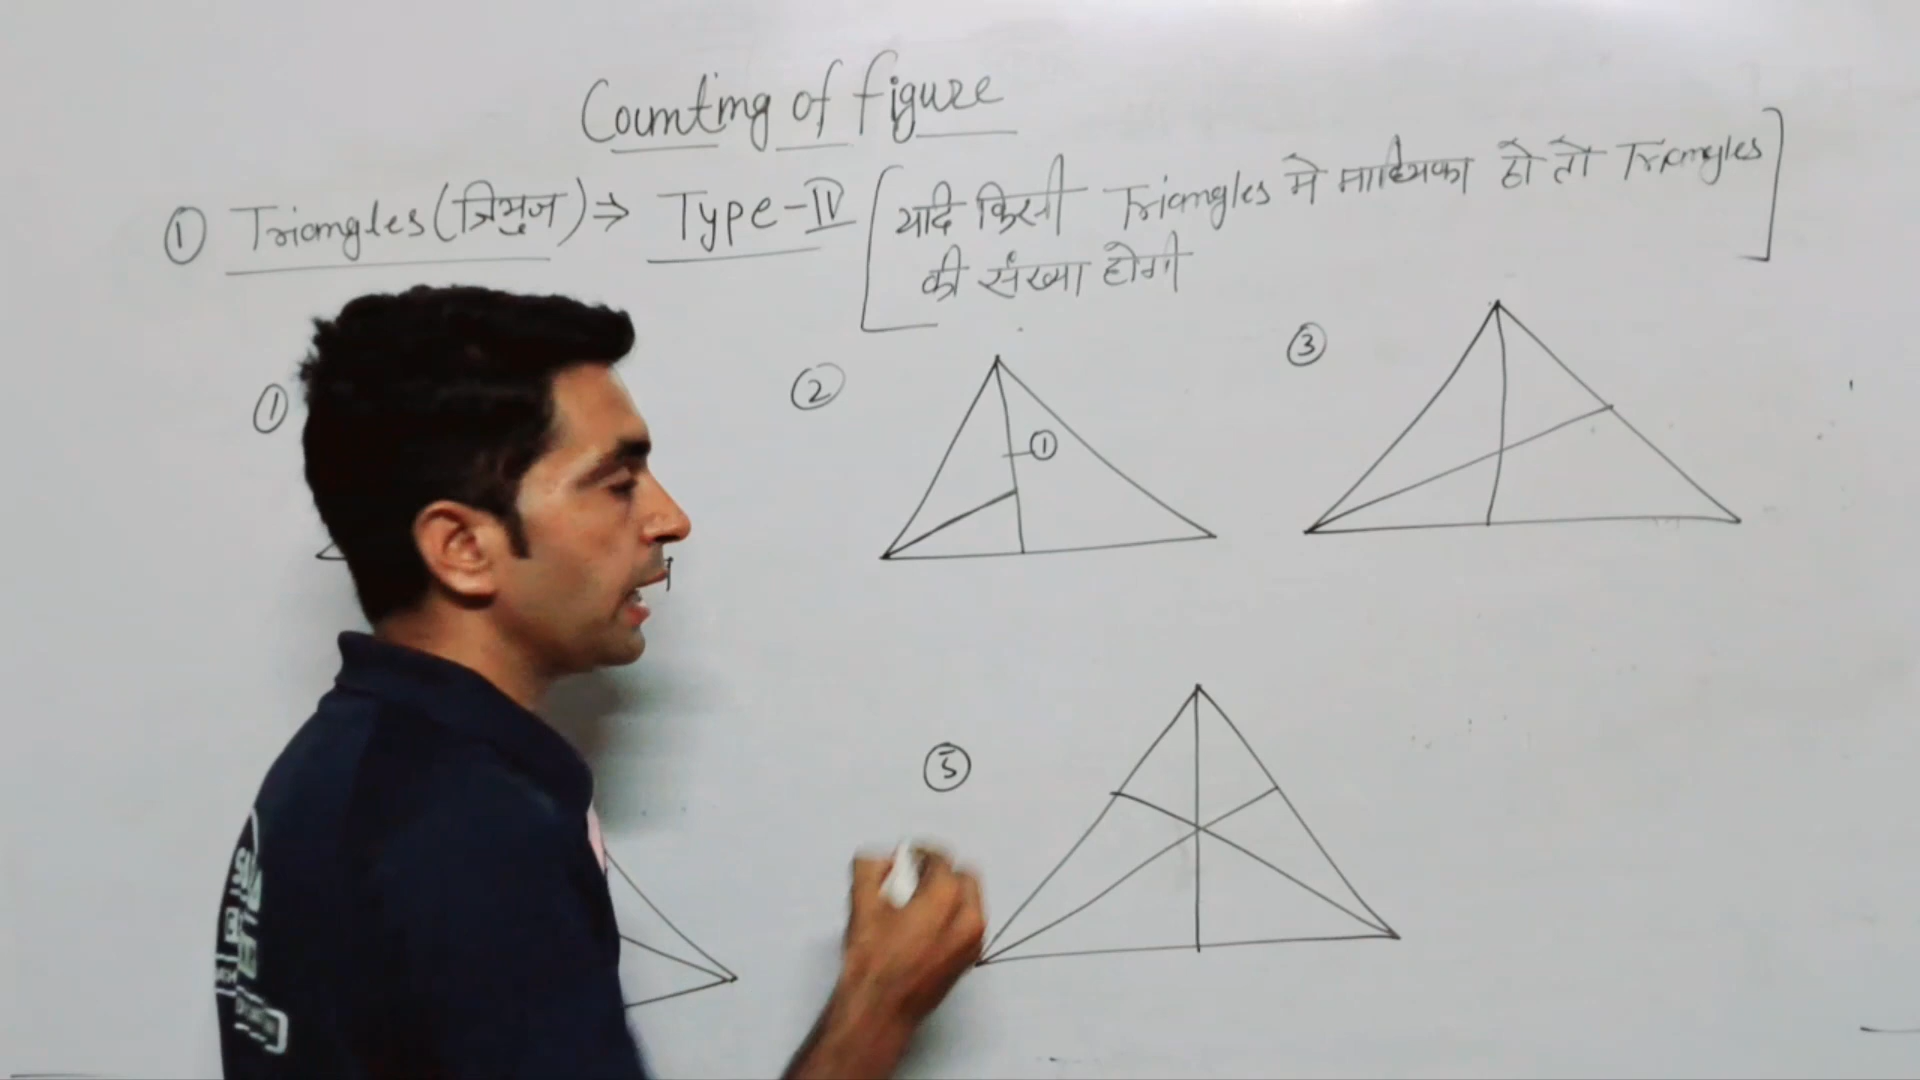 Counting of figure
① Triangles (त्रिभुज) ⇒ Type-IV [यदि किसी Triangles मे माध्यिका हो तो Triangles
की संख्या होगी]
①
②
③
①
⑤